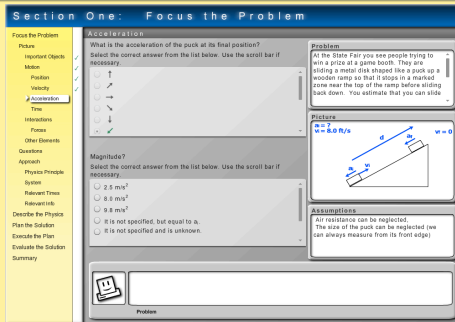 Section One: Focus the Problem
Focus the Problem
Picture
Important Objects
Motion
Position
Velocity
Acceleration
Time
Interactions
Forces
Other Elements
Questions
Approach
Physics Principle
System
Relevant Times
Relevant Info
Describe the Physics
Plan the Solution
Execute the Plan
Evaluate the Solution
Summary
Acceleration
What is the acceleration of the puck at its final position?
Select the correct answer from the list below. Use the scroll bar if
necessary.
↑
↗
→
↘
↓
↙
Magnitude?
Select the correct answer from the list below. Use the scroll bar if
necessary.
2.5 m/s²
8.0 m/s²
9.8 m/s²
It is not specified, but equal to aᵢ.
It is not specified and is unknown.
Problem
At the State Fair you see people trying to
win a prize at a game booth. They are
sliding a metal disk shaped like a puck up a
wooden ramp so that it stops in a marked
zone near the top of the ramp before sliding
back down. You estimate that you can slide
Picture
vi = 8.0 ft/s
d
Assumptions
Air resistance can be neglected,
The size of the puck can be neglected (we
can always measure from its front edge)
Problem